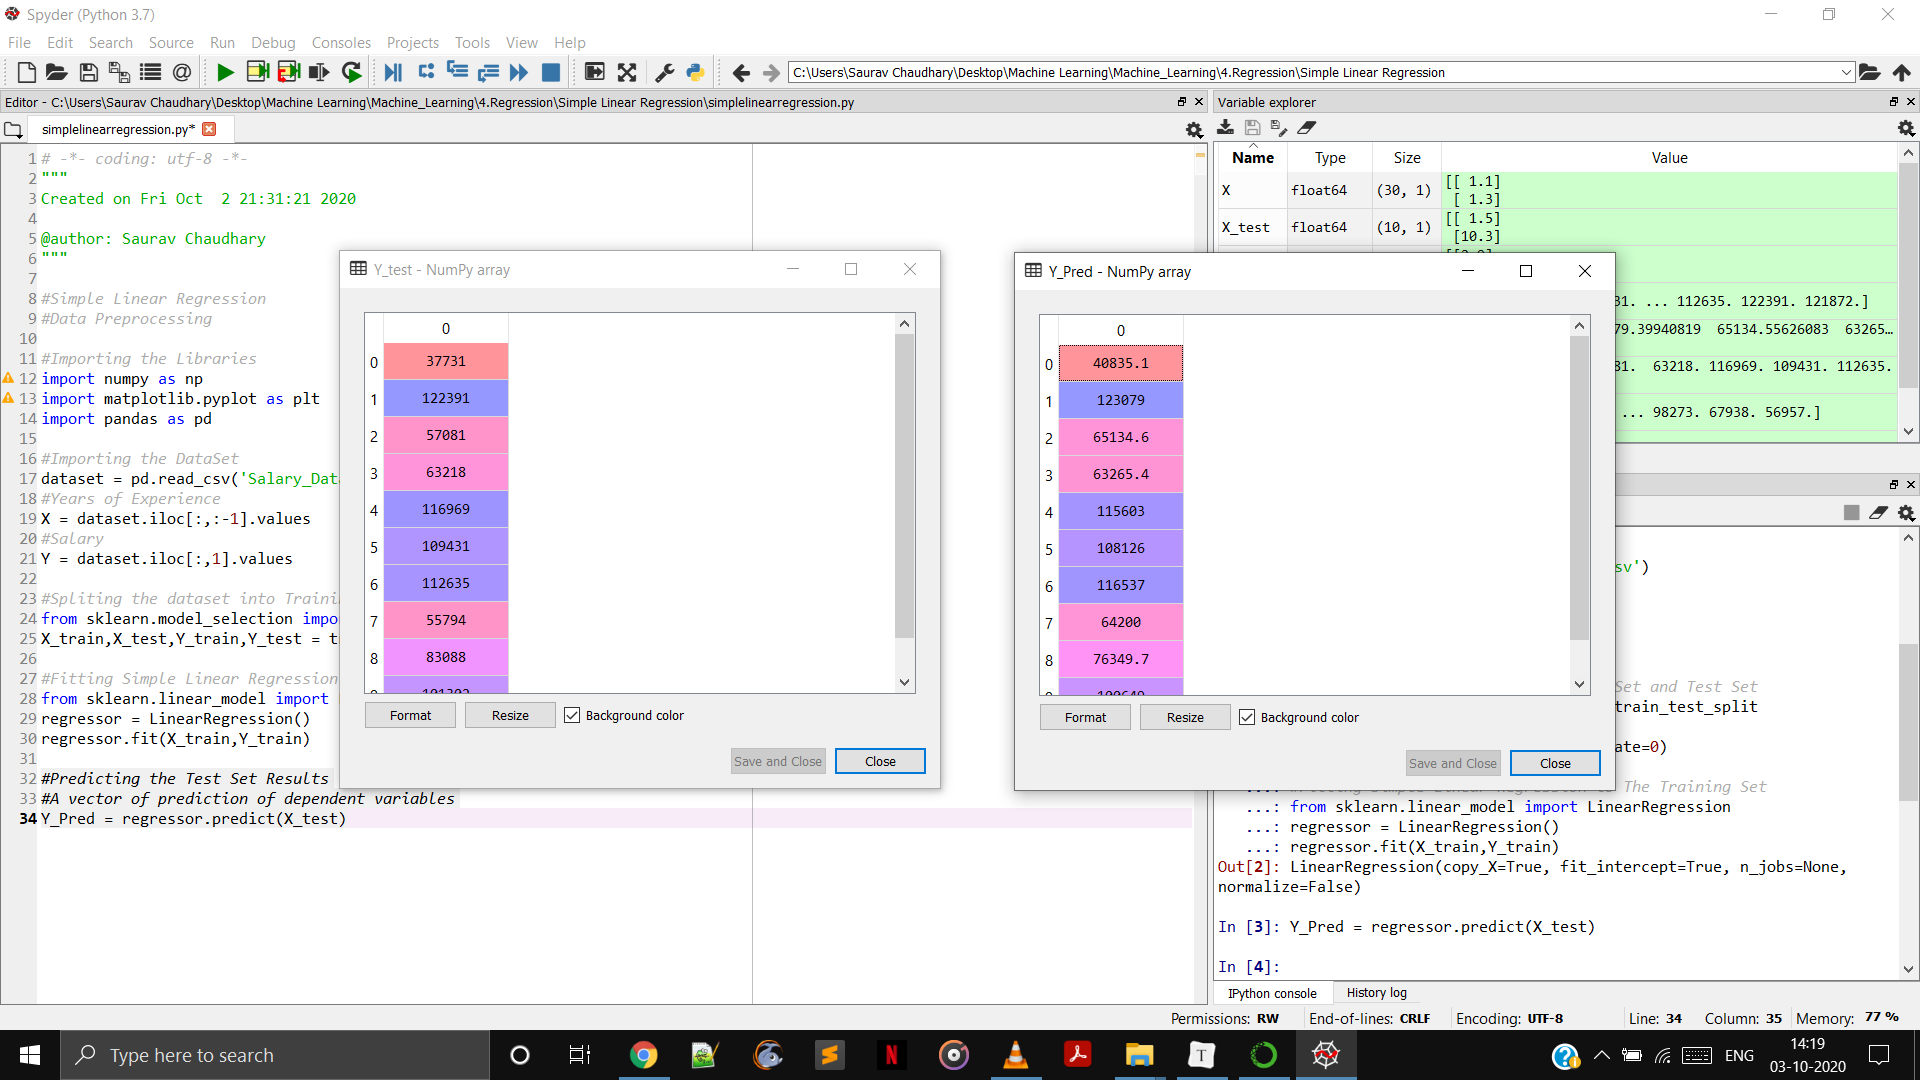 Spyder (Python 3.7)
File Edit Search Source Run Debug Consoles Projects Tools View Help
C:\Users\Saurav Chaudhary\Desktop\Machine Learning\Machine_Learning\4.Regression\Simple Linear Regression
Editor - C:\Users\Saurav Chaudhary\Desktop\Machine Learning\Machine_Learning\4.Regression\Simple Linear Regression\simplelinearregression.py
simplelinearregression.py*
1 # -*- coding: utf-8 -*-
2 """
3 Created on Fri Oct  2 21:31:21 2020
4
5 @author: Saurav Chaudhary
6 """
7
8 #Simple Linear Regression
9 #Data Preprocessing
10
11 #Importing the Libraries
12 import numpy as np
13 import matplotlib.pyplot as plt
14 import pandas as pd
15
16 #Importing the DataSet
17 dataset = pd.read_csv('Salary_Dat
18 #Years of Experience
19 X = dataset.iloc[:,:-1].values
20 #Salary
21 Y = dataset.iloc[:,1].values
22
23 #Spliting the dataset into Traini
24 from sklearn.model_selection impo
25 X_train,X_test,Y_train,Y_test = t
26
27 #Fitting Simple Linear Regression
28 from sklearn.linear_model import
29 regressor = LinearRegression()
30 regressor.fit(X_train,Y_train)
31
32 #Predicting the Test Set Results
33 #A vector of prediction of dependent variables
34 Y_Pred = regressor.predict(X_test)
Y_test - NumPy array
0
0 37731
1 122391
2 57081
3 63218
4 116969
5 109431
6 112635
7 55794
8 83088
Format Resize Background color
Save and Close Close
Y_Pred - NumPy array
0
0 40835.1
1 123079
2 65134.6
3 63265.4
4 115603
5 108126
6 116537
7 64200
8 76349.7
Format Resize Background color
Save and Close Close
Variable explorer
Name Type Size Value
X float64 (30, 1) [[ 1.1]
[ 1.3]
X_test float64 (10, 1) [[ 1.5]
[10.3]
31. ... 112635. 122391. 121872.]
79.39940819 65134.55626083 63265…
31. 63218. 116969. 109431. 112635.
... 98273. 67938. 56957.]
sv')
Set and Test Set
train_test_split
ate=0)
The Training Set
...: from sklearn.linear_model import LinearRegression
...: regressor = LinearRegression()
...: regressor.fit(X_train,Y_train)
Out[2]: LinearRegression(copy_X=True, fit_intercept=True, n_jobs=None,
normalize=False)
In [3]: Y_Pred = regressor.predict(X_test)
In [4]:
IPython console History log
Permissions: RW End-of-lines: CRLF Encoding: UTF-8 Line: 34 Column: 35 Memory: 77 %
Type here to search
ENG
14:19
03-10-2020